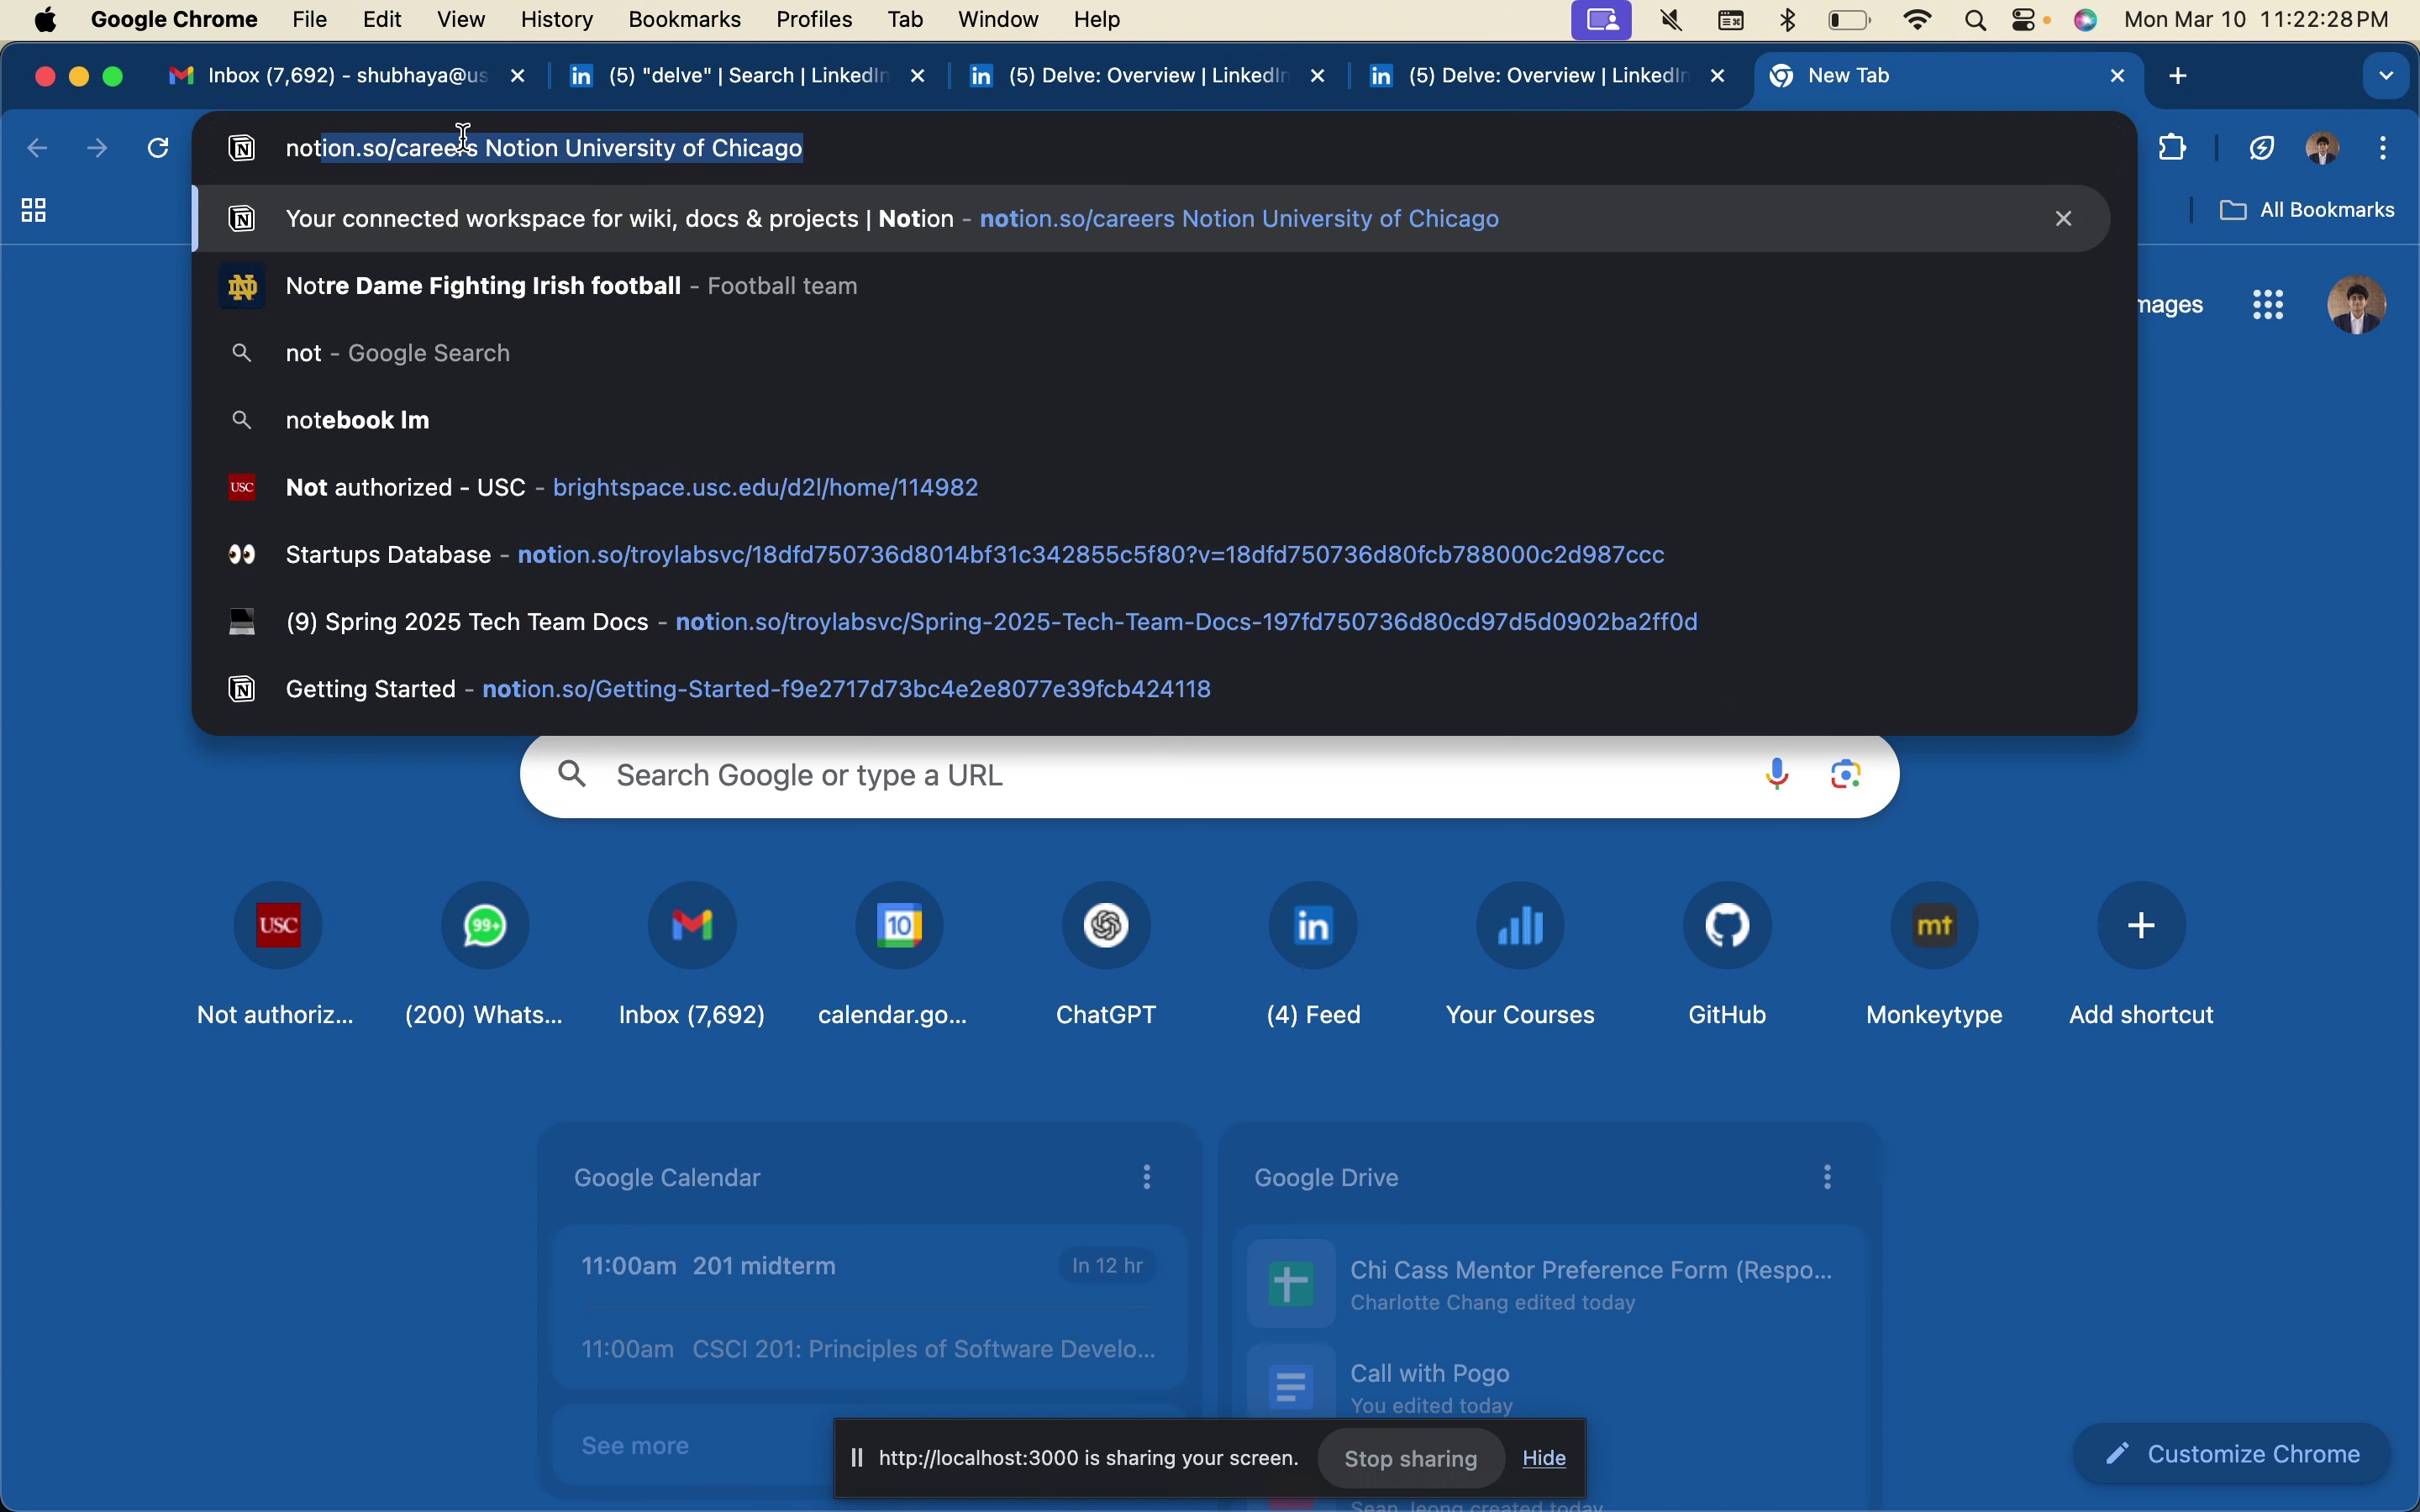 Google Chrome File Edit View History Bookmarks Profiles Tab Window Help Mon Mar 10 11:22:28 PM
Inbox (7,692) - shubhaya@us (5) "delve" | Search | LinkedIn (5) Delve: Overview | LinkedIn (5) Delve: Overview | LinkedIn New Tab
notion.so/careers Notion University of Chicago
All Bookmarks
Your connected workspace for wiki, docs & projects | Notion - notion.so/careers Notion University of Chicago
Notre Dame Fighting Irish football - Football team
mages
not - Google Search
notebook lm
USC Not authorized - USC - brightspace.usc.edu/d2l/home/114982
Startups Database - notion.so/troylabsvc/18dfd750736d8014bf31c342855c5f80?v=18dfd750736d80fcb788000c2d987ccc
(9) Spring 2025 Tech Team Docs - notion.so/troylabsvc/Spring-2025-Tech-Team-Docs-197fd750736d80cd97d5d0902ba2ff0d
Getting Started - notion.so/Getting-Started-f9e2717d73bc4e2e8077e39fcb424118
Search Google or type a URL
USC 99+ 10 in mt
Not authoriz... (200) Whats... Inbox (7,692) calendar.go... ChatGPT (4) Feed Your Courses GitHub Monkeytype Add shortcut
Google Calendar
11:00am 201 midterm In 12 hr
11:00am CSCI 201: Principles of Software Develo...
See more
Google Drive
Chi Cass Mentor Preference Form (Respo...
Charlotte Chang edited today
Call with Pogo
You edited today
Sean Jeong created today
http://localhost:3000 is sharing your screen. Stop sharing Hide
Customize Chrome